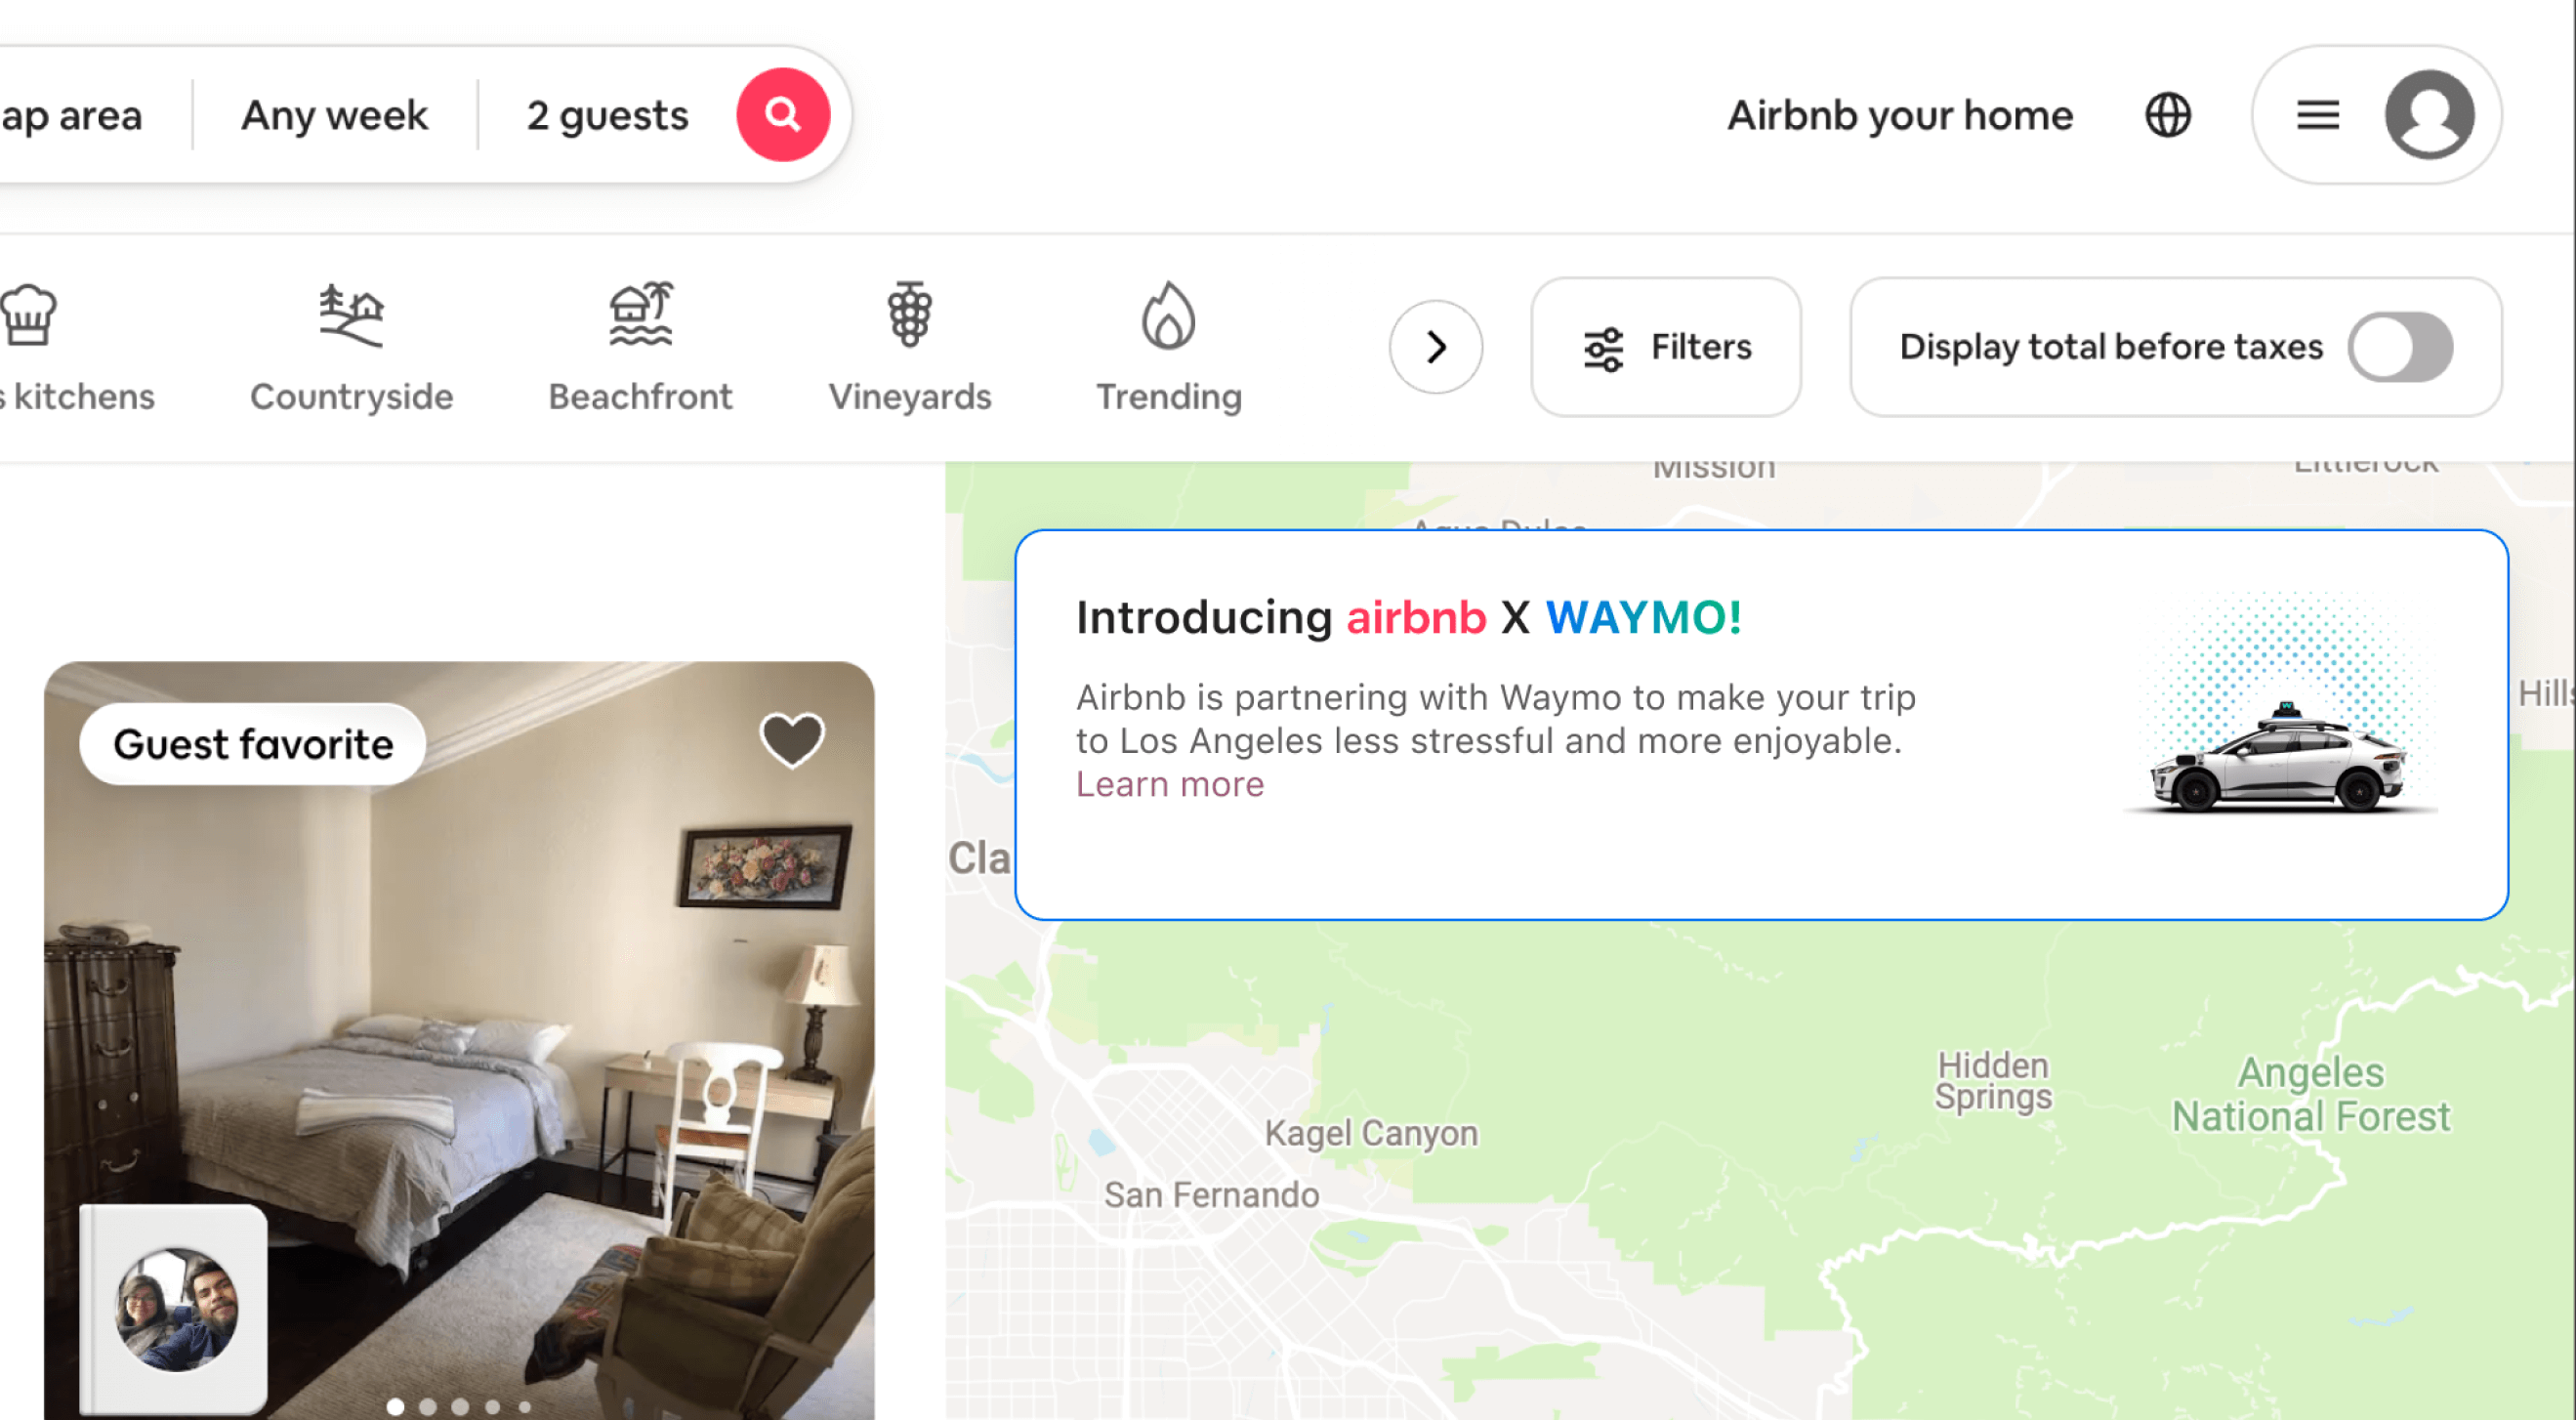 ap area
Any week
2 guests
Airbnb your home
s kitchens
Countryside
Beachfront
Vineyards
Trending
Filters
Display total before taxes
Mission
Littlerock
Agua Dulce
Guest favorite
Introducing airbnb X WAYMO!
Airbnb is partnering with Waymo to make your trip
to Los Angeles less stressful and more enjoyable.
Learn more
Hills
Cla
Hidden
Springs
Angeles
National Forest
Kagel Canyon
San Fernando